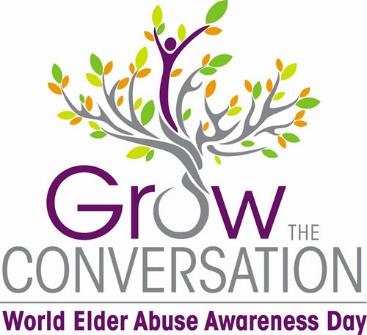 Grow THE
CONVERSATION
World Elder Abuse Awareness Day